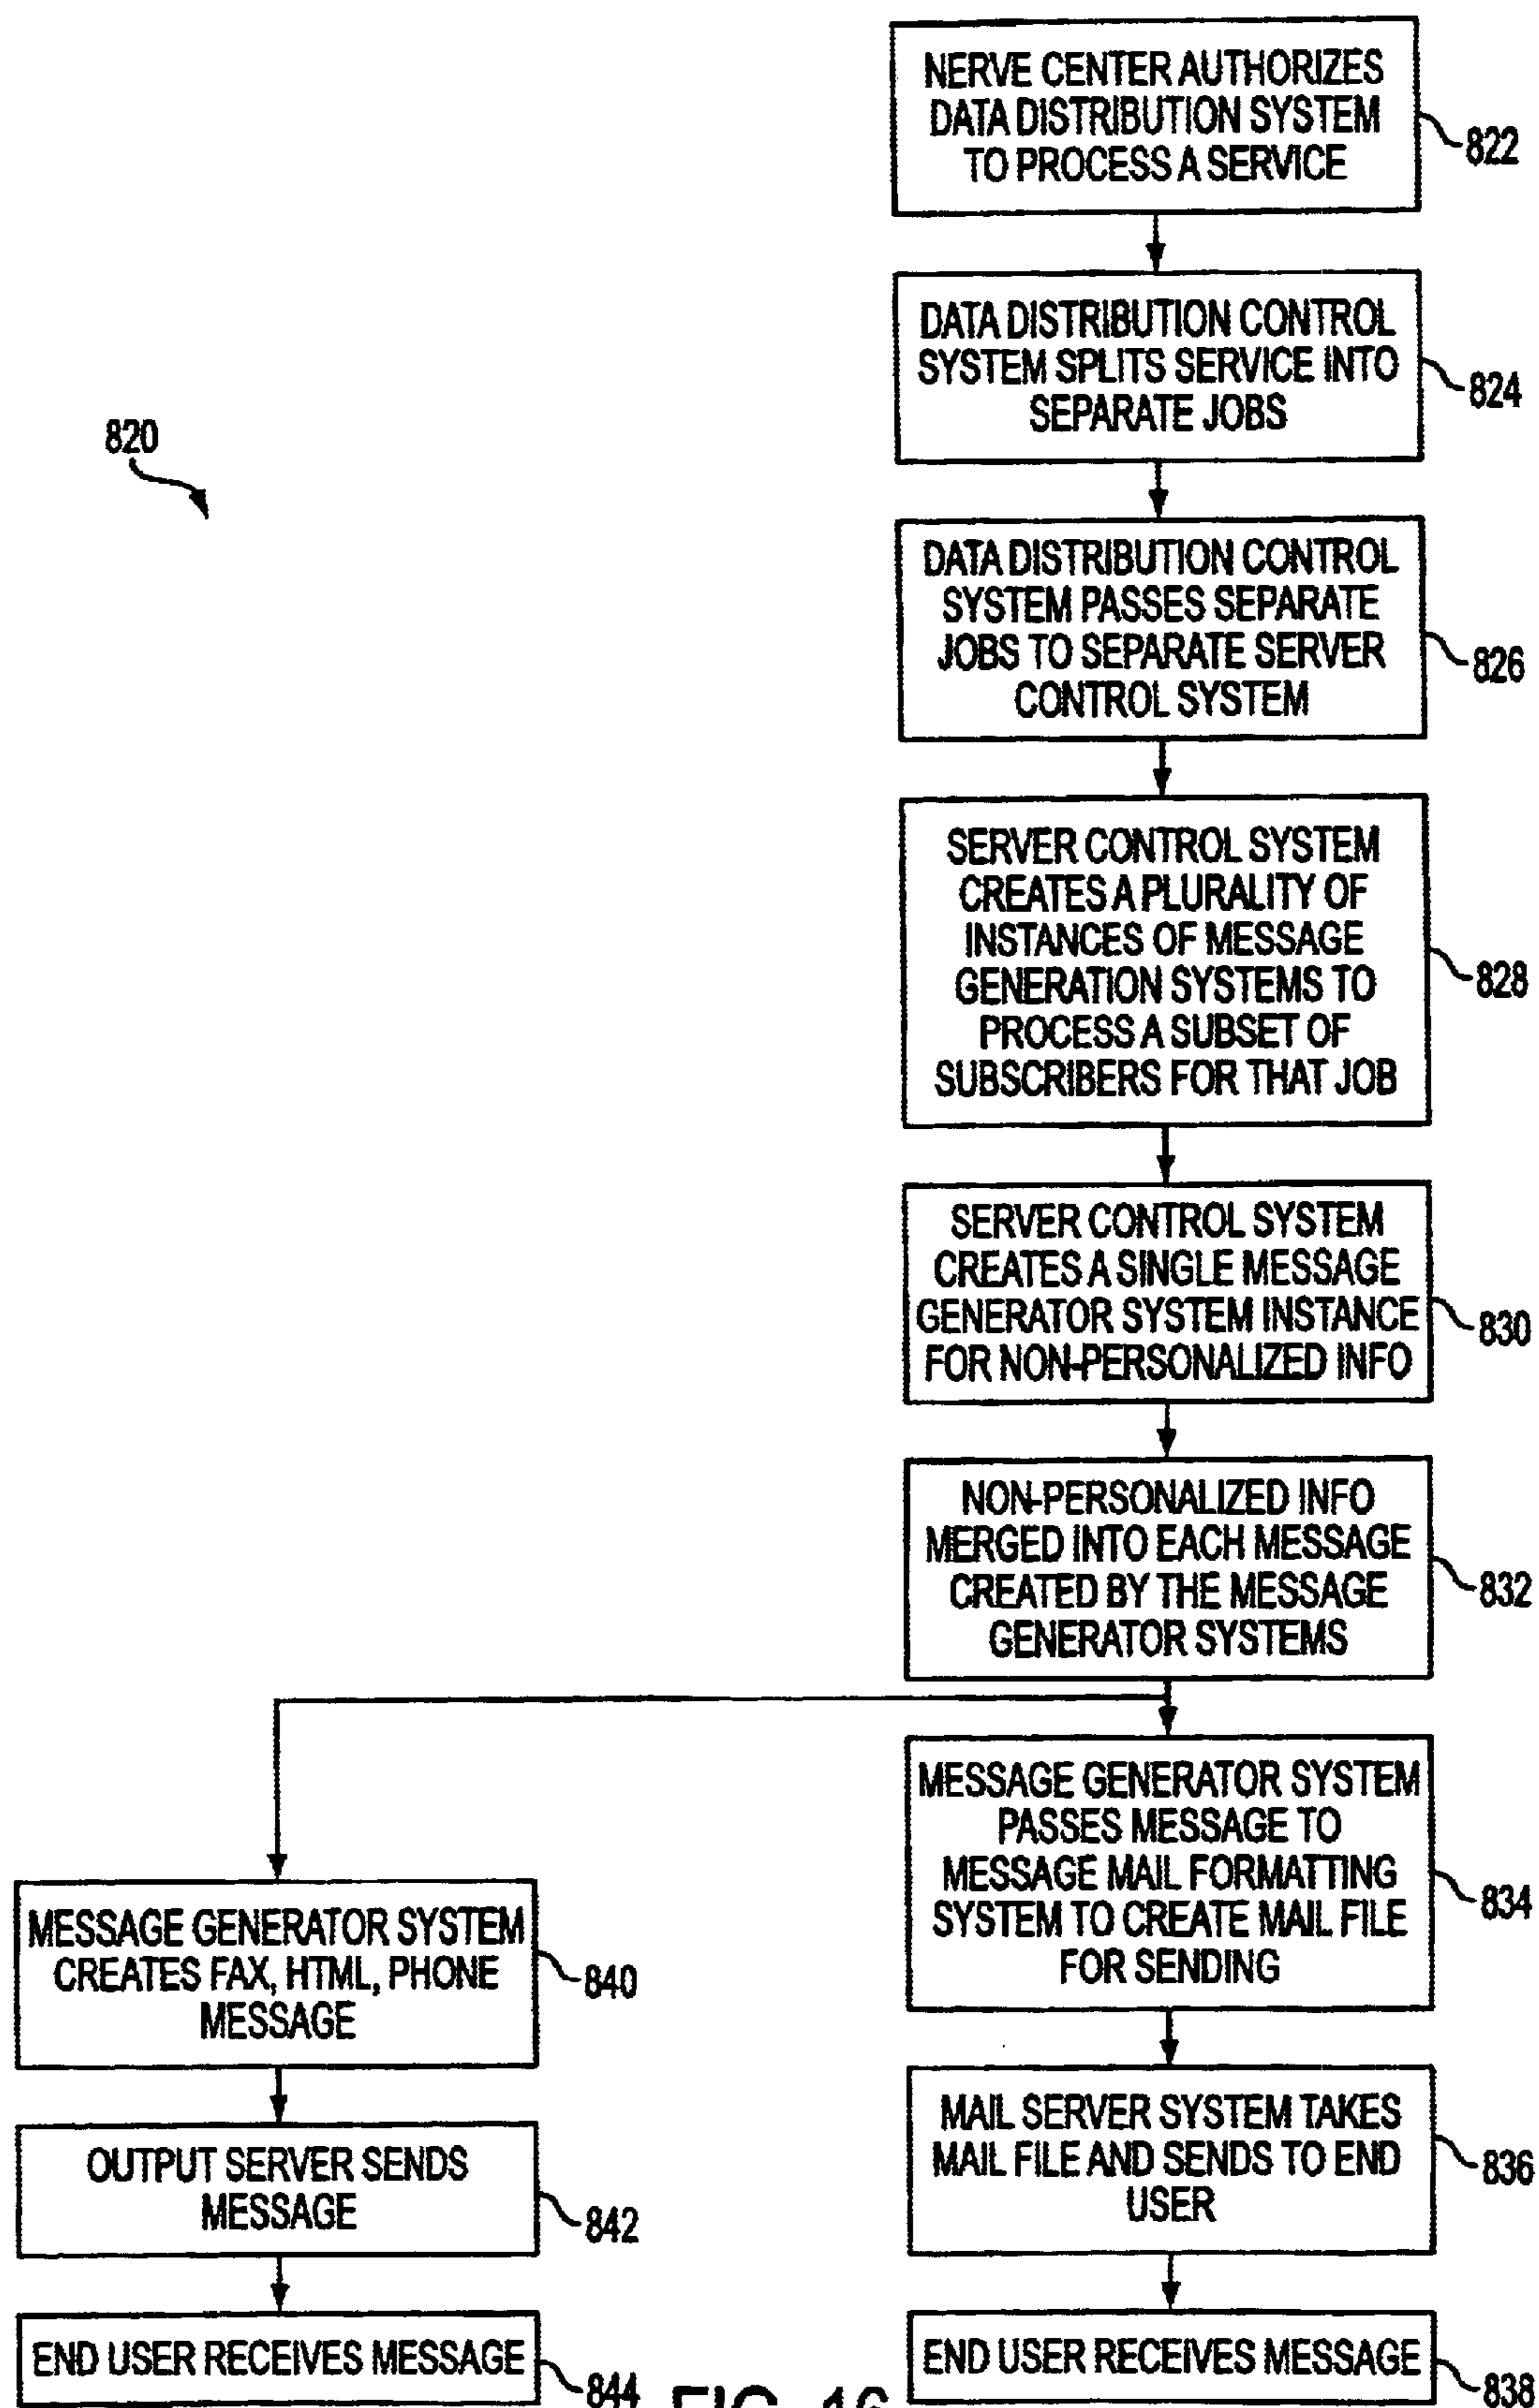 NERVE CENTER AUTHORIZES
DATA DISTRIBUTION SYSTEM
TO PROCESS A SERVICE
822
DATA DISTRIBUTION CONTROL
SYSTEM SPLITS SERVICE INTO
SEPARATE JOBS
824
820
DATA DISTRIBUTION CONTROL
SYSTEM PASSES SEPARATE
JOBS TO SEPARATE SERVER
CONTROL SYSTEM
826
SERVER CONTROL SYSTEM
CREATES A PLURALITY OF
INSTANCES OF MESSAGE
GENERATION SYSTEMS TO
PROCESS A SUBSET OF
SUBSCRIBERS FOR THAT JOB
828
SERVER CONTROL SYSTEM
CREATES A SINGLE MESSAGE
GENERATOR SYSTEM INSTANCE
FOR NON-PERSONALIZED INFO
830
NON-PERSONALIZED INFO
MERGED INTO EACH MESSAGE
CREATED BY THE MESSAGE
GENERATOR SYSTEMS
832
MESSAGE GENERATOR SYSTEM
PASSES MESSAGE TO
MESSAGE MAIL FORMATTING
SYSTEM TO CREATE MAIL FILE
FOR SENDING
834
MESSAGE GENERATOR SYSTEM
CREATES FAX, HTML, PHONE
MESSAGE
840
MAIL SERVER SYSTEM TAKES
MAIL FILE AND SENDS TO END
USER
836
OUTPUT SERVER SENDS
MESSAGE
842
END USER RECEIVES MESSAGE
844
END USER RECEIVES MESSAGE
838
FIG. 16